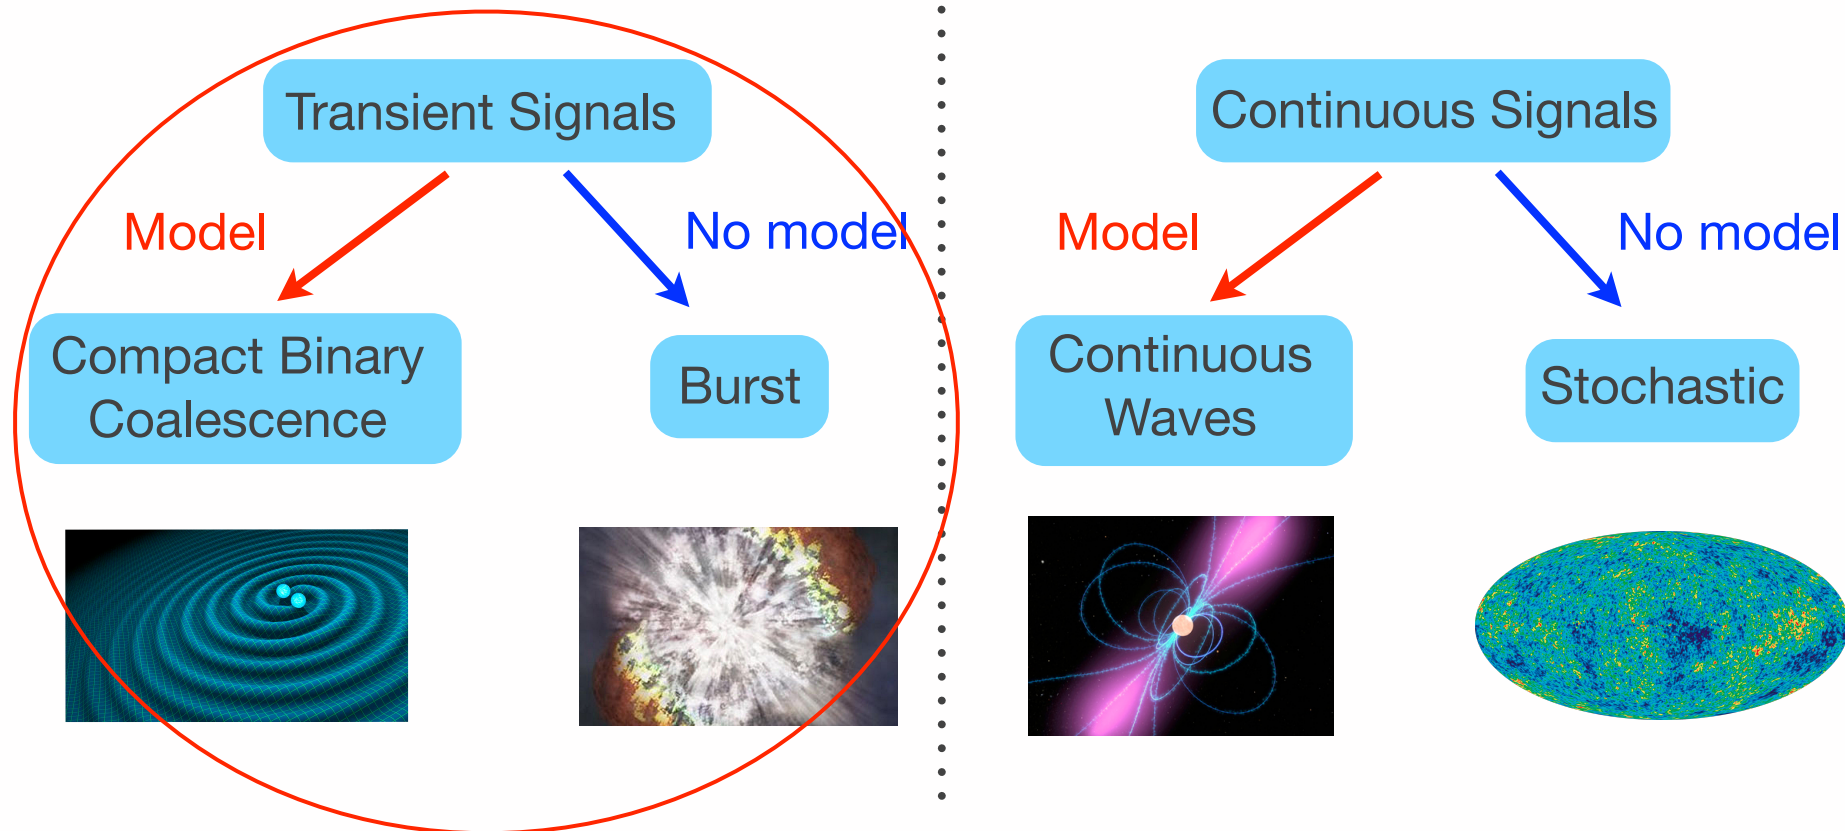 Transient Signals
Model
No model
Compact Binary
Coalescence
Burst
Continuous Signals
Model
No model
Continuous
Waves
Stochastic